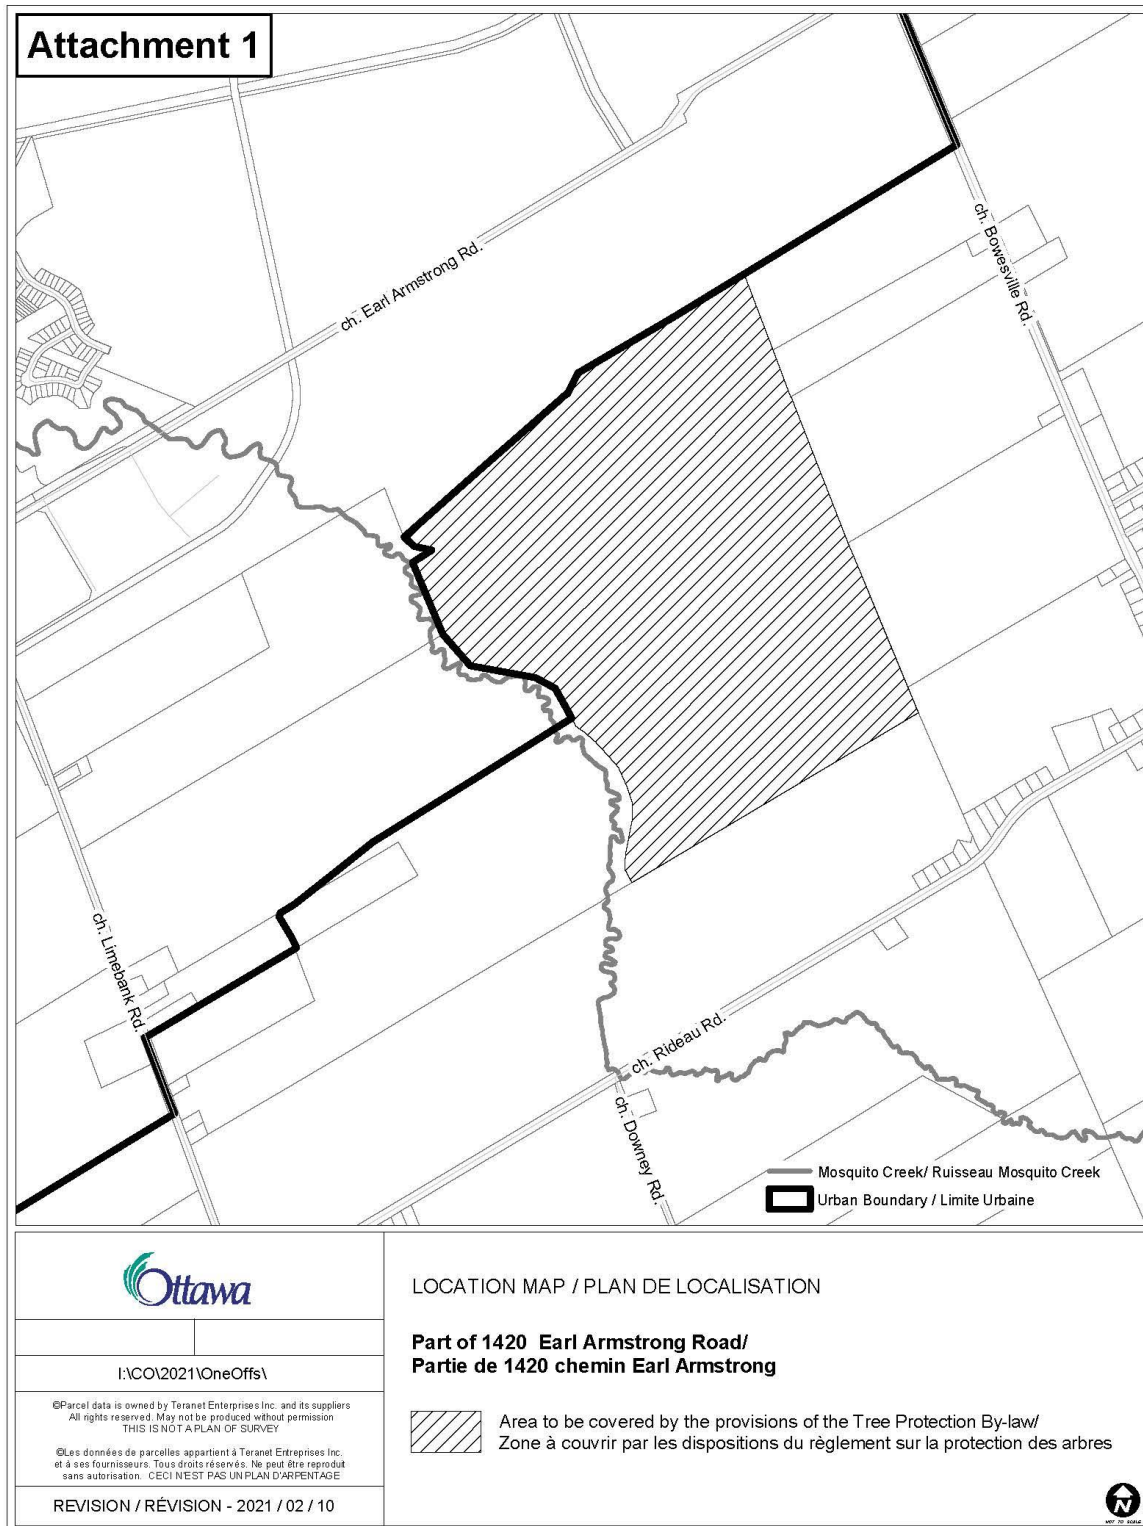 Attachment 1
ch. Earl Armstrong Rd.
ch. Bowesville Rd.
ch. Limebank Rd.
ch. Rideau Rd.
ch. Downey Rd.
Mosquito Creek/ Ruisseau Mosquito Creek
Urban Boundary / Limite Urbaine
Ottawa
I:\CO\2021\OneOffs\
©Parcel data is owned by Teranet Enterprises Inc. and its suppliers
All rights reserved. May not be produced without permission
THIS IS NOT A PLAN OF SURVEY
©Les données de parcelles appartient à Teranet Entreprises Inc.
et à ses fournisseurs. Tous droits réservés. Ne peut être reproduit
sans autorisation. CECI N'EST PAS UN PLAN D'ARPENTAGE
REVISION / RÉVISION - 2021 / 02 / 10
LOCATION MAP / PLAN DE LOCALISATION
Part of 1420 Earl Armstrong Road/
Partie de 1420 chemin Earl Armstrong
Area to be covered by the provisions of the Tree Protection By-law/
Zone à couvrir par les dispositions du règlement sur la protection des arbres
N
NOT TO SCALE